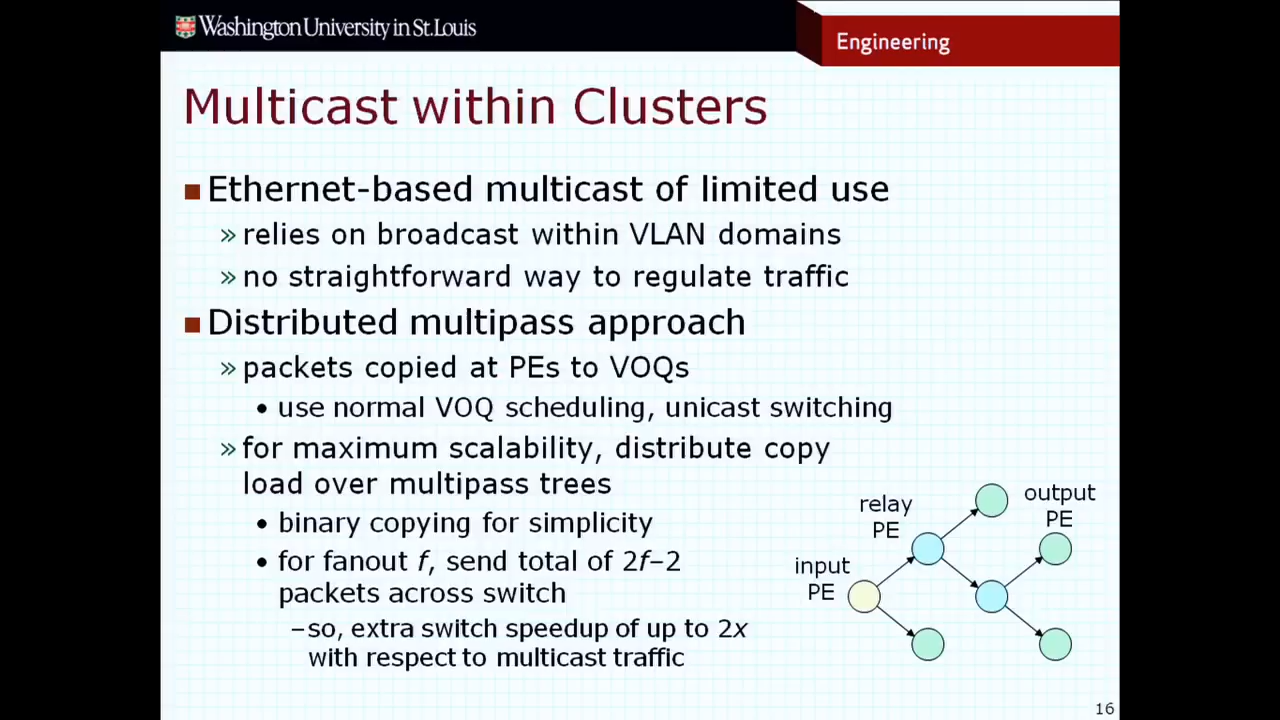 Washington University in St. Louis
Engineering
Multicast within Clusters
■ Ethernet-based multicast of limited use
» relies on broadcast within VLAN domains
» no straightforward way to regulate traffic
■ Distributed multipass approach
» packets copied at PEs to VOQs
• use normal VOQ scheduling, unicast switching
» for maximum scalability, distribute copy
load over multipass trees
• binary copying for simplicity
• for fanout f, send total of 2f–2
packets across switch
–so, extra switch speedup of up to 2x
with respect to multicast traffic
input
PE
relay
PE
output
PE
16